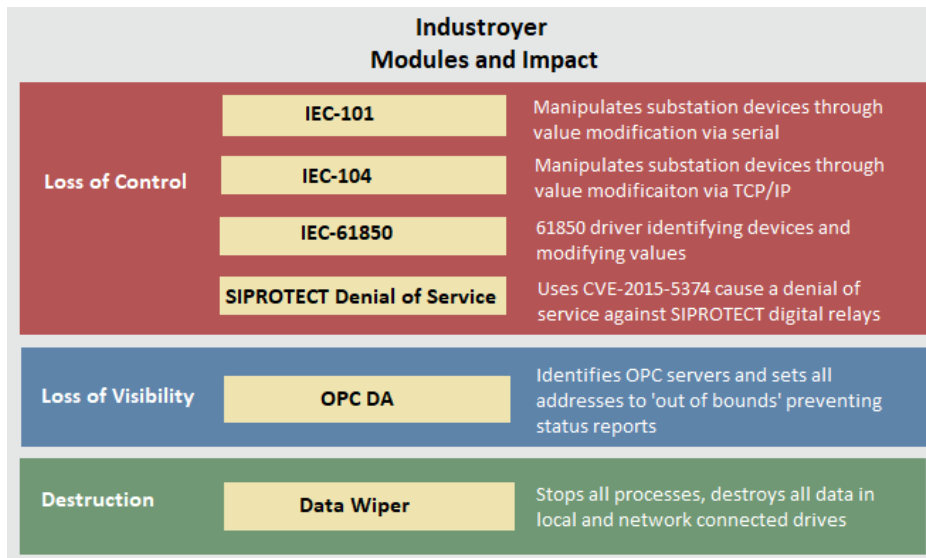 Industroyer
Modules and Impact
Loss of Control
IEC-101
Manipulates substation devices through
value modification via serial
IEC-104
Manipulates substation devices through
value modificaiton via TCP/IP
IEC-61850
61850 driver identifying devices and
modifying values
SIPROTECT Denial of Service
Uses CVE-2015-5374 cause a denial of
service against SIPROTECT digital relays
Loss of Visibility
OPC DA
Identifies OPC servers and sets all
addresses to 'out of bounds' preventing
status reports
Destruction
Data Wiper
Stops all processes, destroys all data in
local and network connected drives